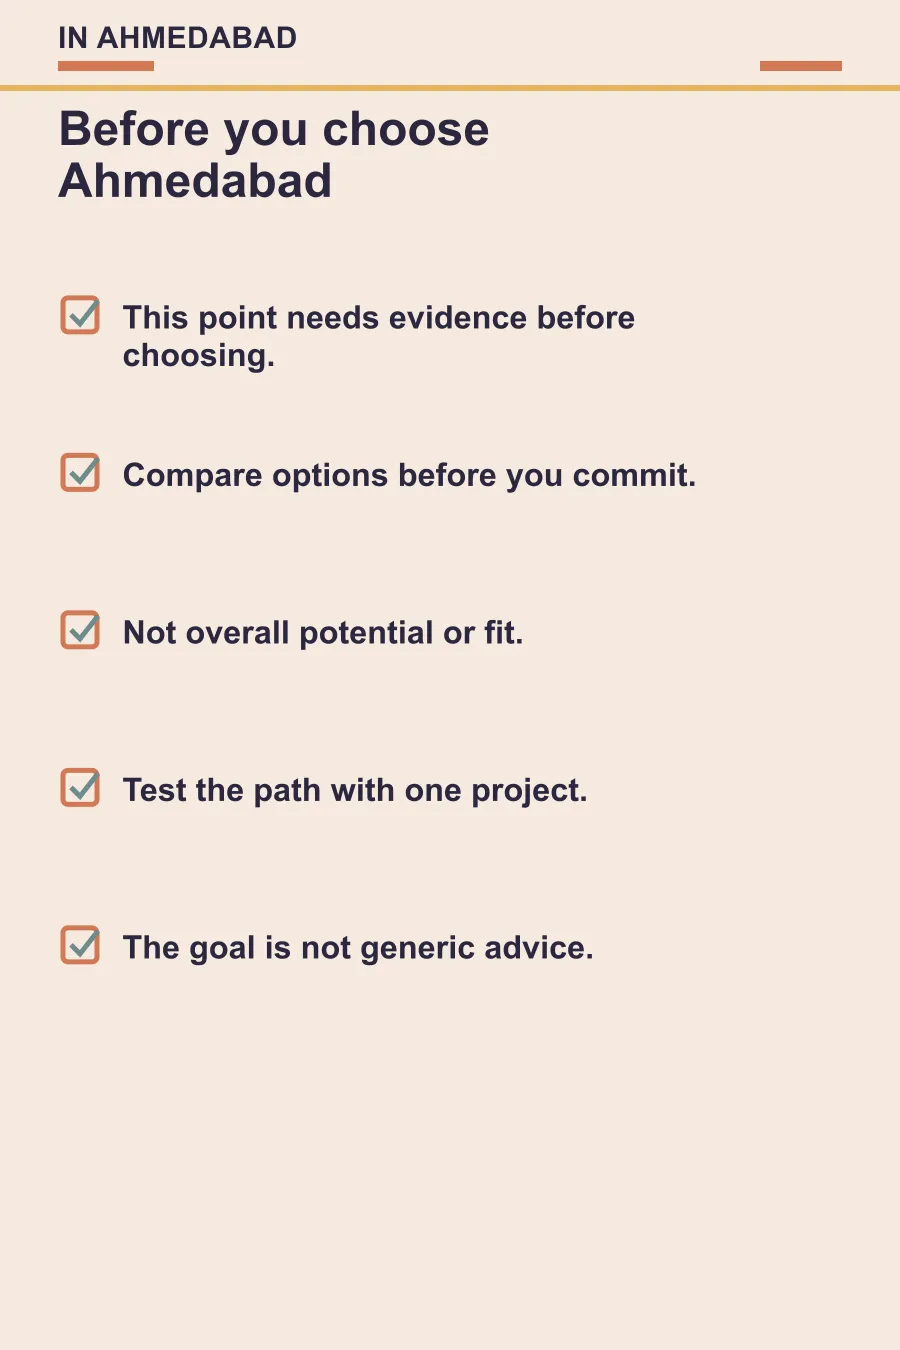 IN AHMEDABAD
Before you choose
Ahmedabad
This point needs evidence before
choosing.
Compare options before you commit.
Not overall potential or fit.
Test the path with one project.
The goal is not generic advice.